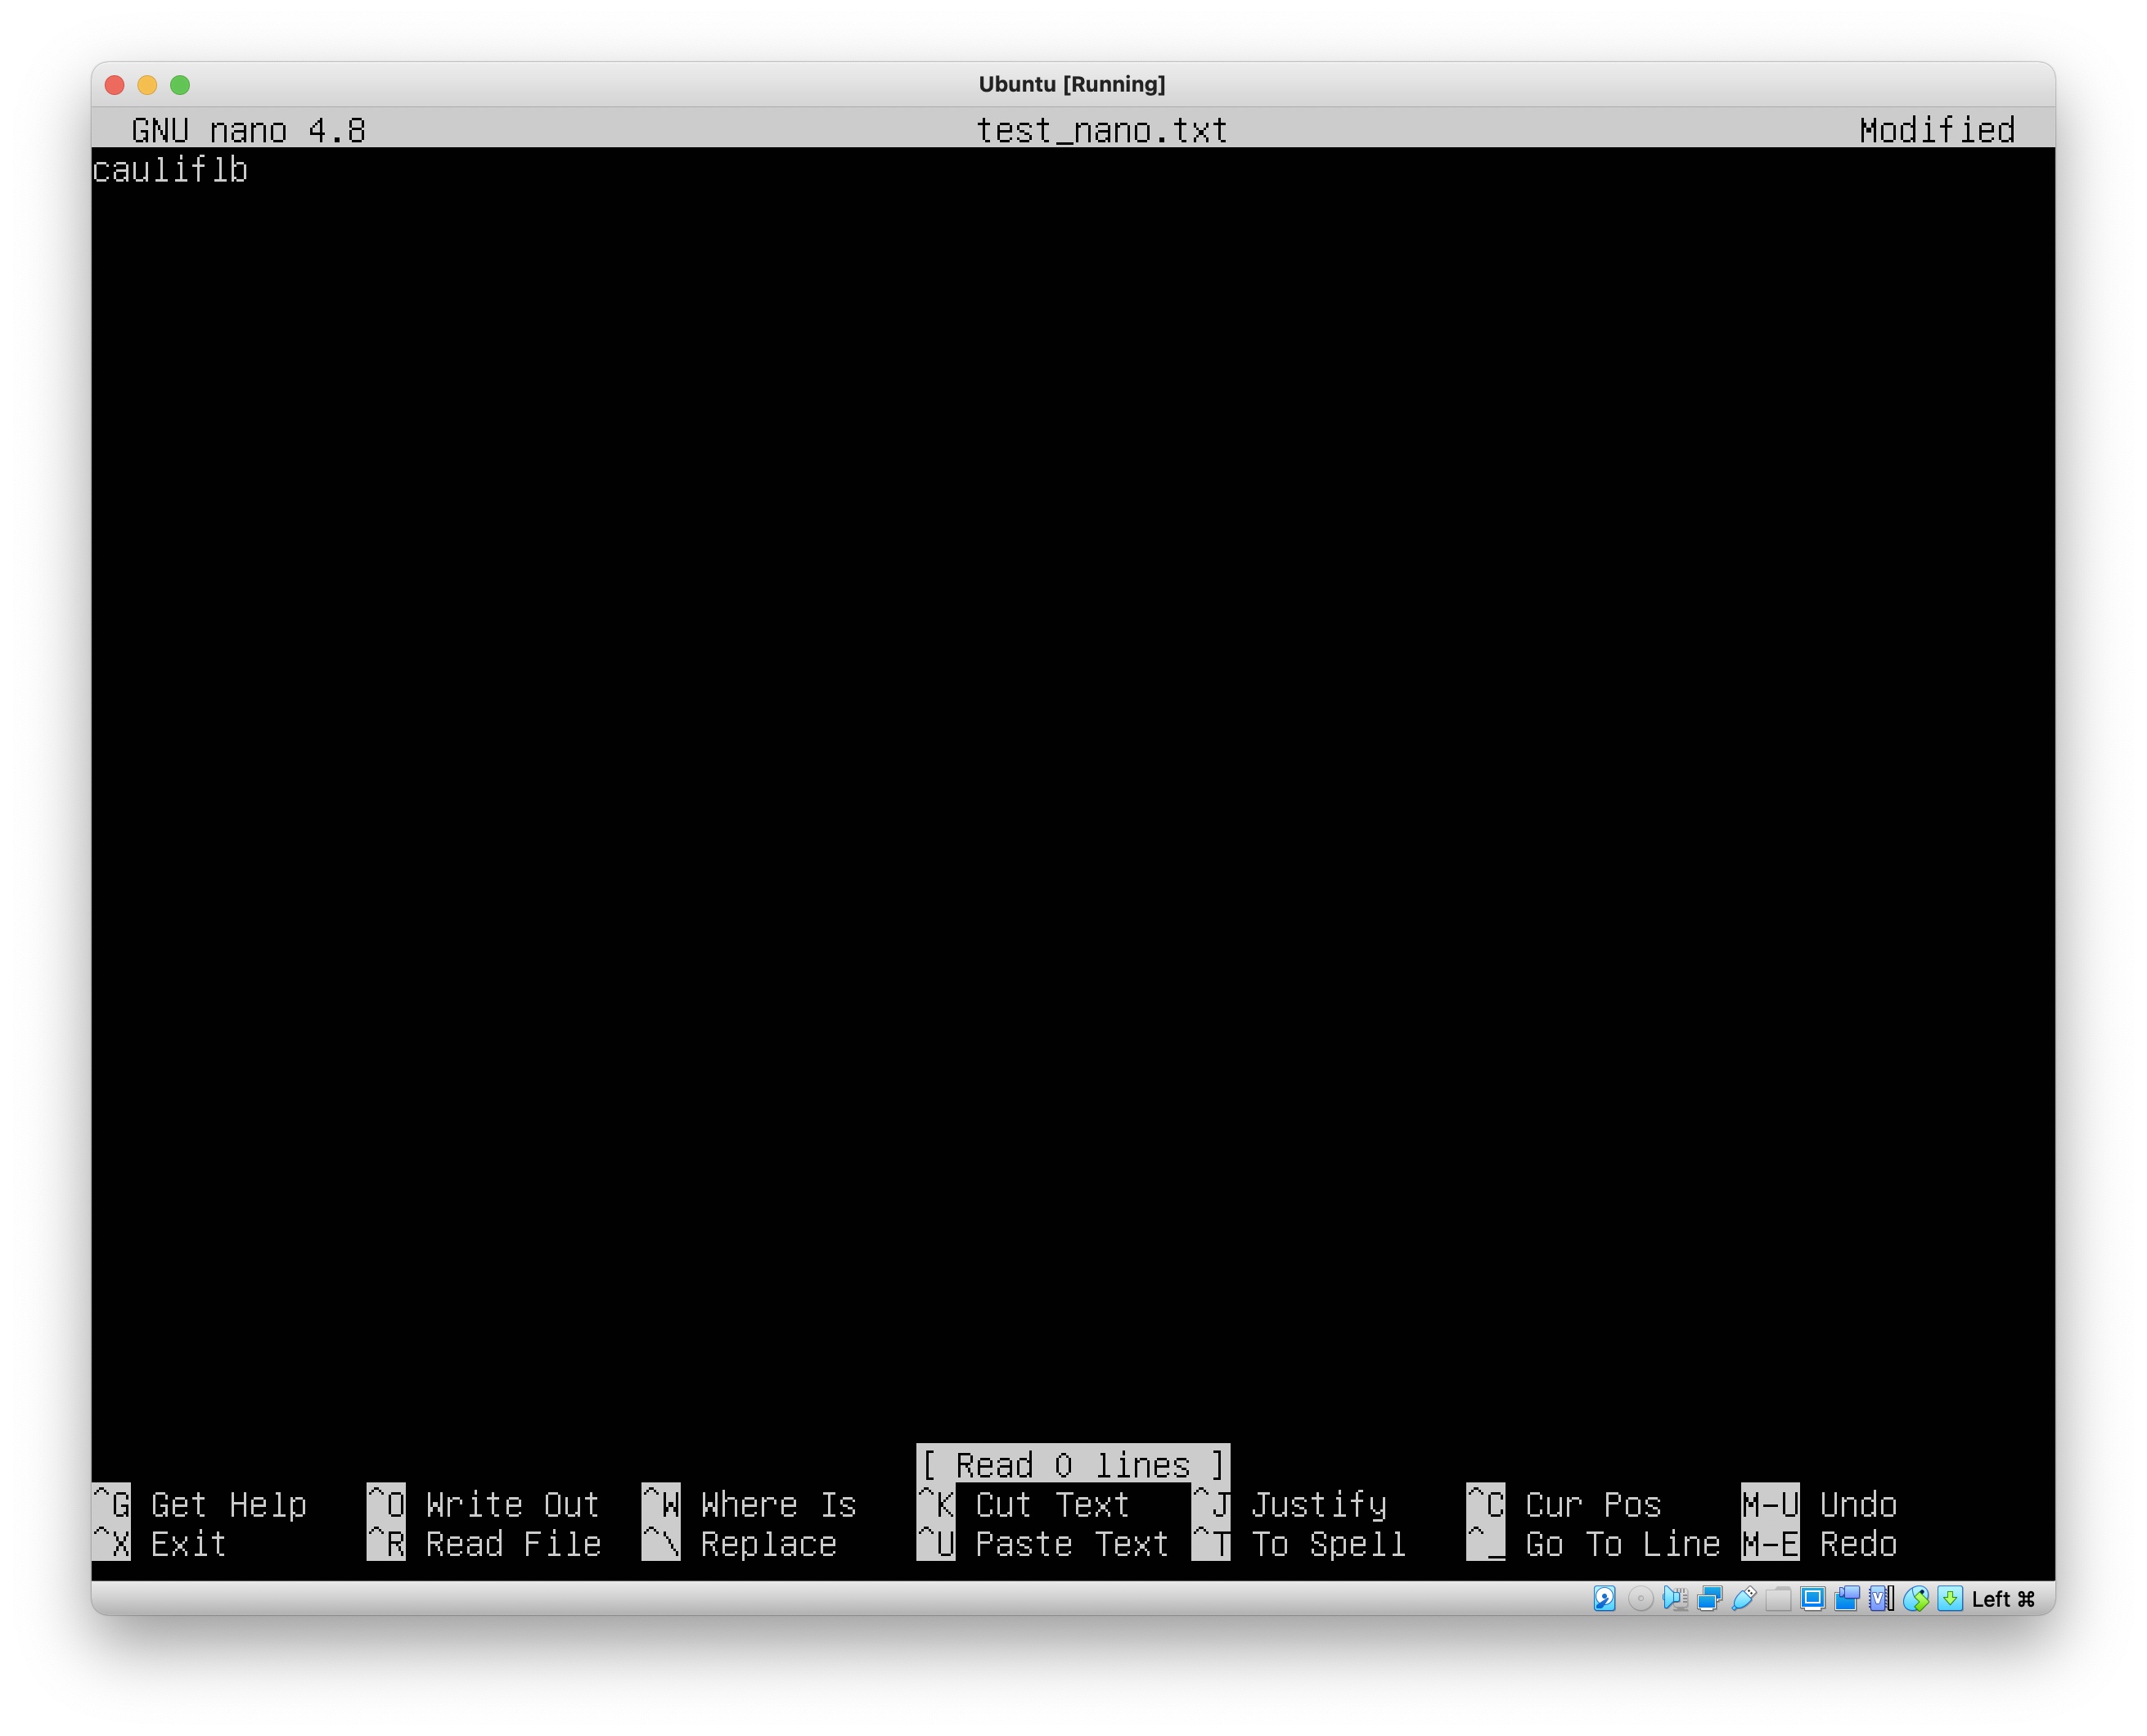 Ubuntu [Running]
GNU nano 4.8 test_nano.txt Modified
cauliflb
[ Read 0 lines ]
^G Get Help ^O Write Out ^W Where Is ^K Cut Text ^J Justify ^C Cur Pos M-U Undo
^X Exit ^R Read File ^\ Replace ^U Paste Text ^T To Spell ^_ Go To Line M-E Redo
Left ⌘